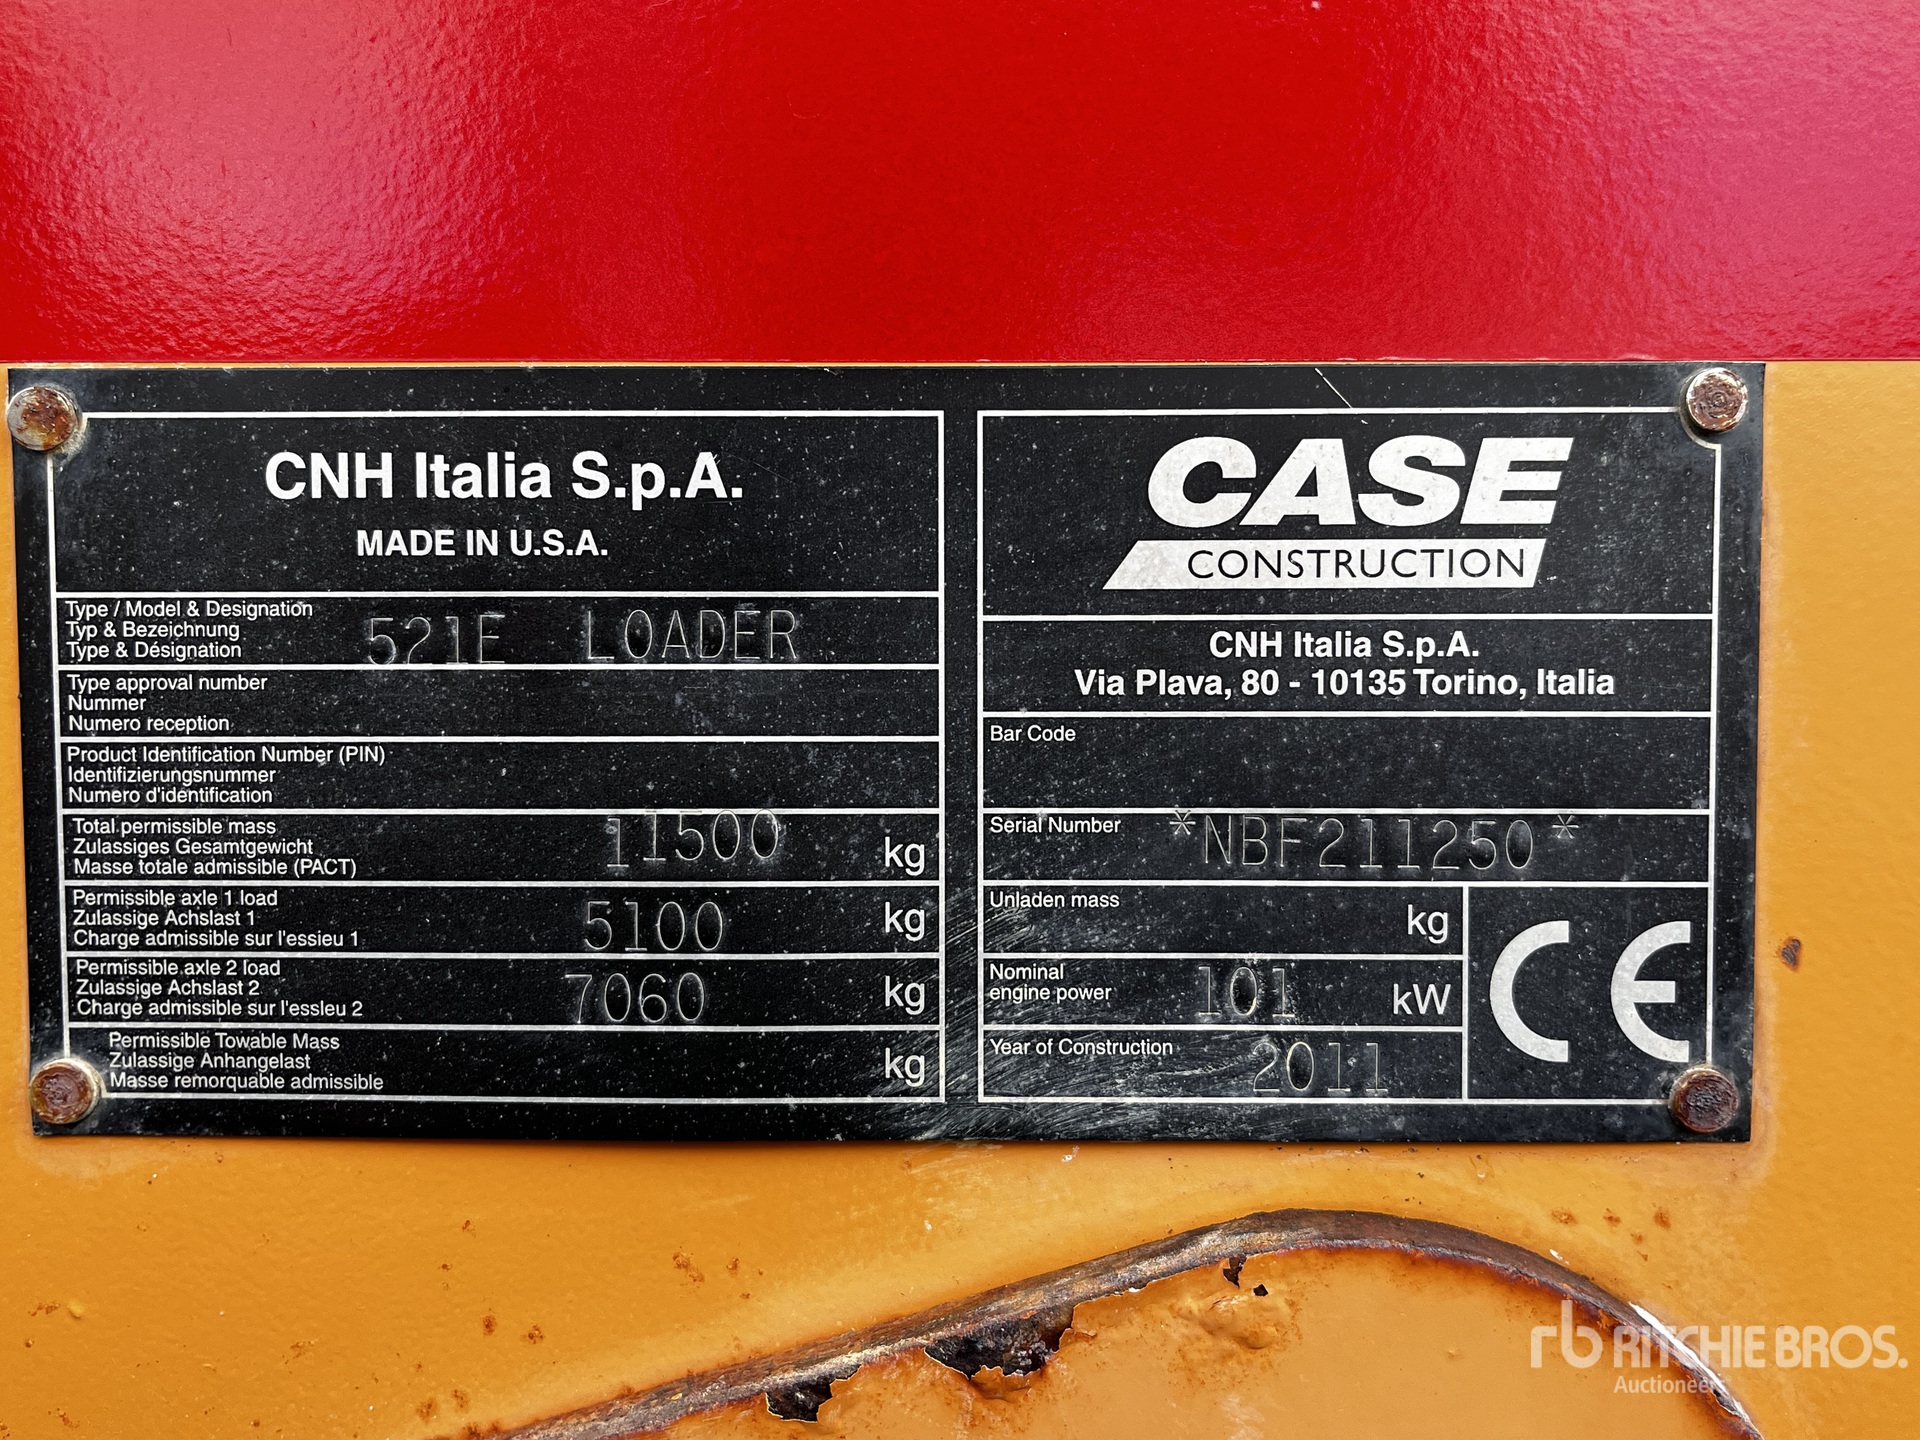 CNH Italia S.p.A.
MADE IN U.S.A.
Type / Model & Designation
Typ & Bezeichnung
Type & Désignation
521E LOADER
Type approval number
Nummer
Numero reception
Product Identification Number (PIN)
Identifizierungsnummer
Numero d'identification
Total permissible mass
Zulassiges Gesamtgewicht
Masse totale admissible (PACT)
11500 kg
Permissible axle 1 load
Zulassige Achslast 1
Charge admissible sur l'essieu 1
5100 kg
Permissible axle 2 load
Zulassige Achslast 2
Charge admissible sur l'essieu 2
7060 kg
Permissible Towable Mass
Zulassige Anhangelast
Masse remorquable admissible
kg
CASE
CONSTRUCTION
CNH Italia S.p.A.
Via Plava, 80 - 10135 Torino, Italia
Bar Code
Serial Number *NBF211250*
Unladen mass kg
Nominal
engine power 101 kW
Year of Construction 2011
CE
rb RITCHIE BROS.
Auctioneers